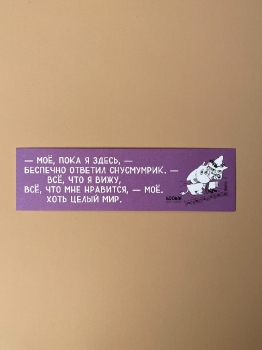 — МОЁ, ПОКА Я ЗДЕСЬ, —
БЕСПЕЧНО ОТВЕТИЛ СНУСМУМРИК. —
ВСЁ, ЧТО Я ВИЖУ,
ВСЁ, ЧТО МНЕ НРАВИТСЯ, — МОЁ.
ХОТЬ ЦЕЛЫЙ МИР.